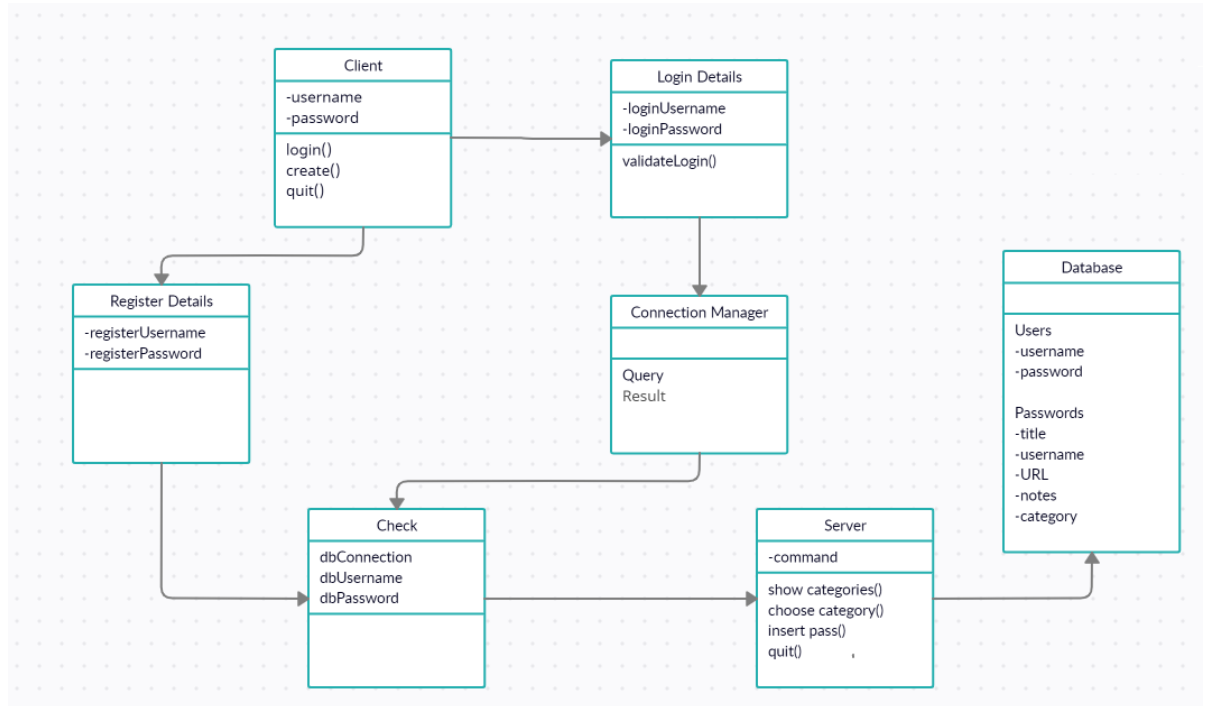 Client
-username
-password
login()
create()
quit()
Login Details
-loginUsername
-loginPassword
validateLogin()
Register Details
-registerUsername
-registerPassword
Connection Manager
Query
Result
Database
Users
-username
-password
Passwords
-title
-username
-URL
-notes
-category
Check
dbConnection
dbUsername
dbPassword
Server
-command
show categories()
choose category()
insert pass()
quit()